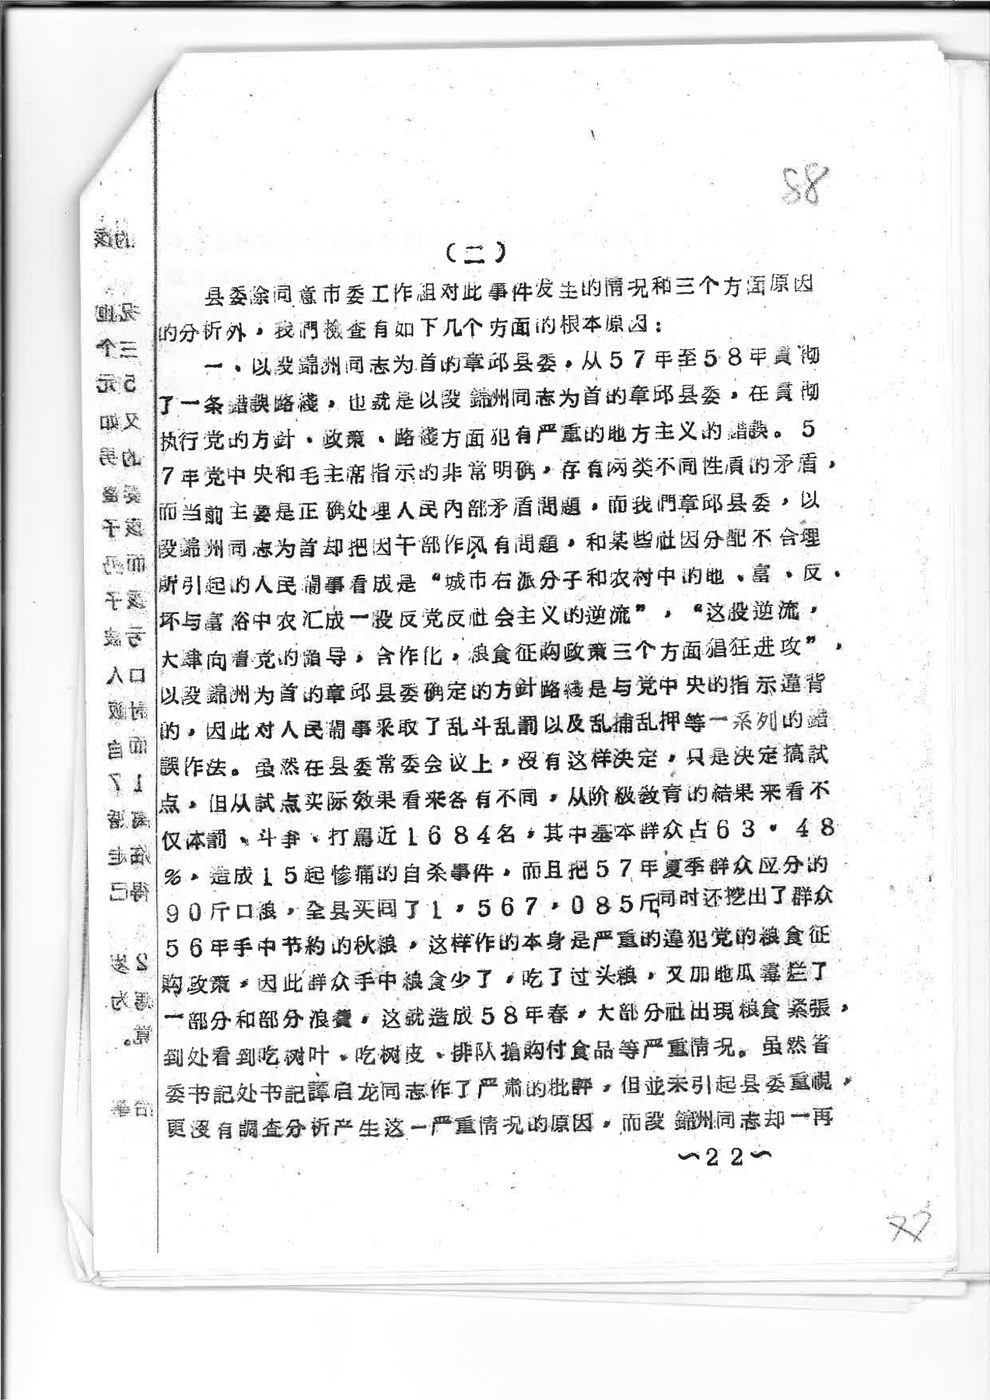 58
（二）
县委除同意市委工作組对此事件发生的情况和三个方面原因
的分析外，我們檢查有如下几个方面的根本原因：
一、以段錦州同志为首的章邱县委，从57年至58年貫彻
了一条錯誤路綫，也就是以段錦州同志为首的章邱县委，在貫彻
执行党的方針、政策、路綫方面犯有严重的地方主义的錯誤。5
7年党中央和毛主席指示的非常明确，存有两类不同性貭的矛盾，
而当前主要是正确处理人民內部矛盾問題，而我們章邱县委，以
段錦州同志为首却把因干部作风有問題，和某些社因分配不合理
所引起的人民鬧事看成是“城市右派分子和农村中的地、富、反、
坏与富裕中农汇成一股反党反社会主义的逆流”，“这股逆流，
大肆向着党的領导，合作化，粮食征购政策三个方面猖狂进攻”，
以段錦州为首的章邱县委确定的方針路綫是与党中央的指示違背
的，因此对人民鬧事采取了乱斗乱罰以及乱捕乱押等一系列的錯
誤作法。虽然在县委常委会议上，沒有这样决定，只是决定搞試
点，但从試点实际效果看来各有不同，从阶級教育的結果来看不
仅体罰、斗爭、打罵近1684名，其中基本群众占63．48
％，造成15起惨痛的自杀事件，而且把57年夏季群众应分的
90斤口粮，全县买囘了1，567，085斤同时还挖出了群众
56年手中节約的秋粮，这样作的本身是严重的違犯党的粮食征
购政策，因此群众手中粮食少了，吃了过头粮，又加地瓜霉烂了
一部分和部分浪費，这就造成58年春，大部分社出現粮食紧張，
到处看到吃树叶、吃树皮、排队搶购付食品等严重情况。虽然省
委书記处书記譚启龙同志作了严肃的批評，但並未引起县委重視，
更沒有調查分析产生这一严重情况的原因，而段錦州同志却一再
～22～